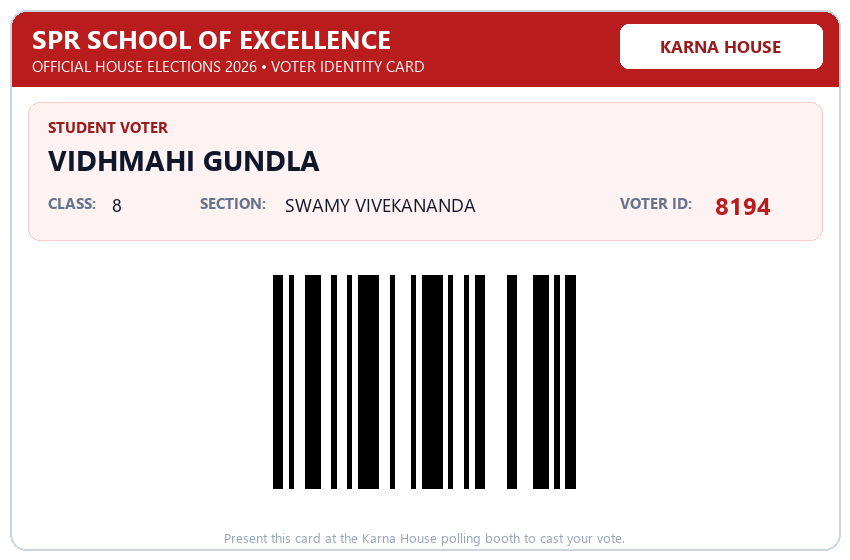 SPR SCHOOL OF EXCELLENCE
OFFICIAL HOUSE ELECTIONS 2026 • VOTER IDENTITY CARD
KARNA HOUSE
STUDENT VOTER
VIDHMAHI GUNDLA
CLASS: 8 SECTION: SWAMY VIVEKANANDA VOTER ID: 8194
Present this card at the Karna House polling booth to cast your vote.